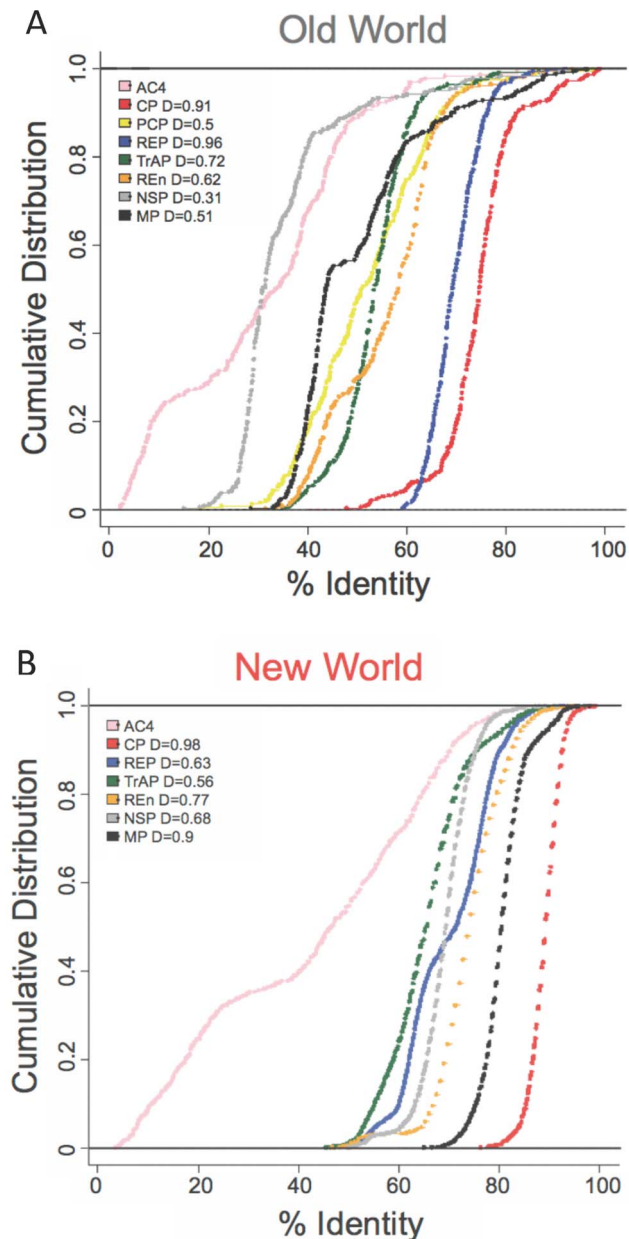 A
Old World
Cumulative Distribution
1.0
0.8
0.6
0.4
0.2
0
AC4
CP D=0.91
PCP D=0.5
REP D=0.96
TrAP D=0.72
REn D=0.62
NSP D=0.31
MP D=0.51
0 20 40 60 80 100
% Identity
B
New World
Cumulative Distribution
1.0
0.8
0.6
0.4
0.2
0
AC4
CP D=0.98
REP D=0.63
TrAP D=0.56
REn D=0.77
NSP D=0.68
MP D=0.9
0 20 40 60 80 100
% Identity